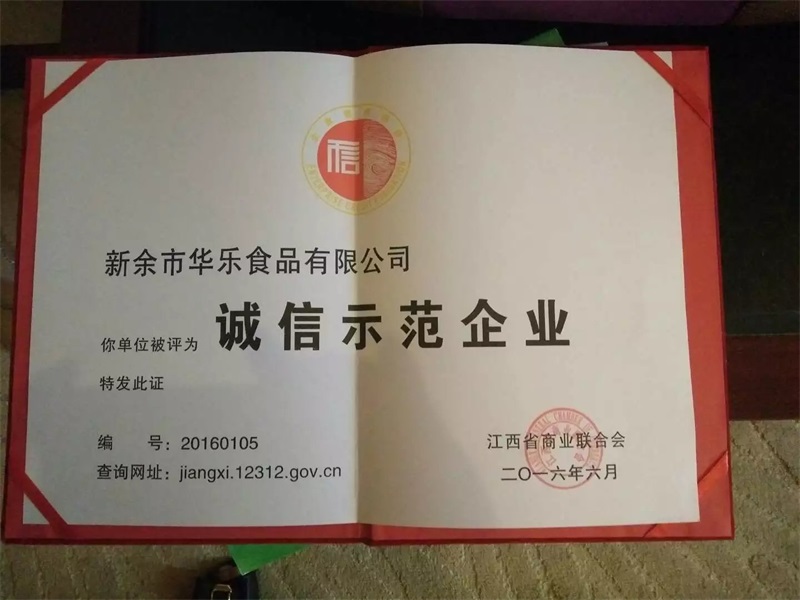 信
新余市华乐食品有限公司
你单位被评为 诚信示范企业
特发此证
编 号：20160105
江西省商业联合会
查询网址：jiangxi.12312.gov.cn
二〇一六年六月